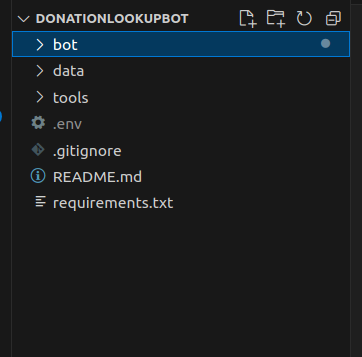 DONATIONLOOKUPBOT
bot
data
tools
.env
.gitignore
README.md
requirements.txt